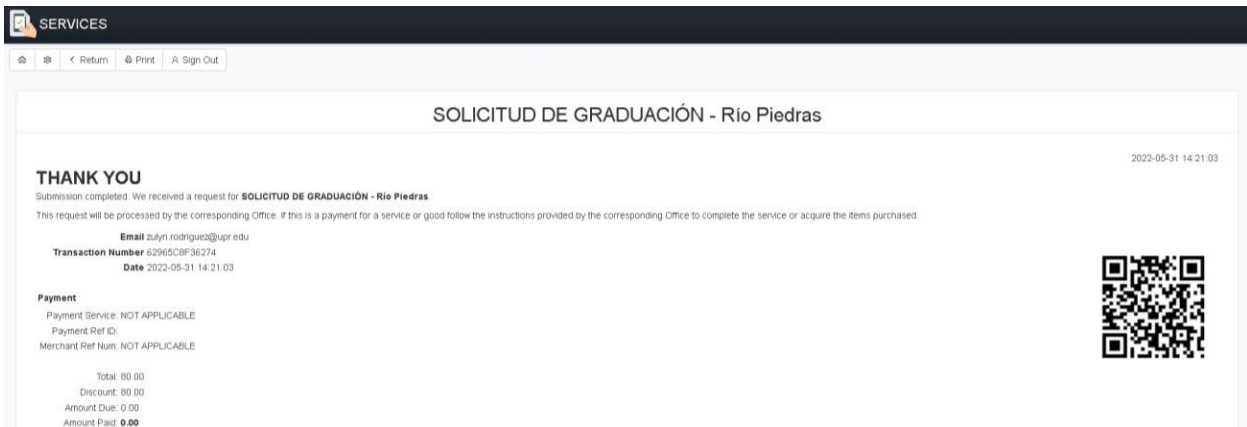 SERVICES
Return Print Sign Out
SOLICITUD DE GRADUACIÓN - Río Piedras
2022-05-31 14:21:03
THANK YOU
Submission completed. We received a request for SOLICITUD DE GRADUACIÓN - Río Piedras.
This request will be processed by the corresponding Office. If this is a payment for a service or good follow the instructions provided by the corresponding Office to complete the service or acquire the items purchased.
Email zulyn.rodriguez@upr.edu
Transaction Number 62965C8F36274
Date 2022-05-31 14:21:03
Payment
Payment Service: NOT APPLICABLE
Payment Ref ID:
Merchant Ref Num: NOT APPLICABLE
Total: 60.00
Discount: 60.00
Amount Due: 0.00
Amount Paid: 0.00